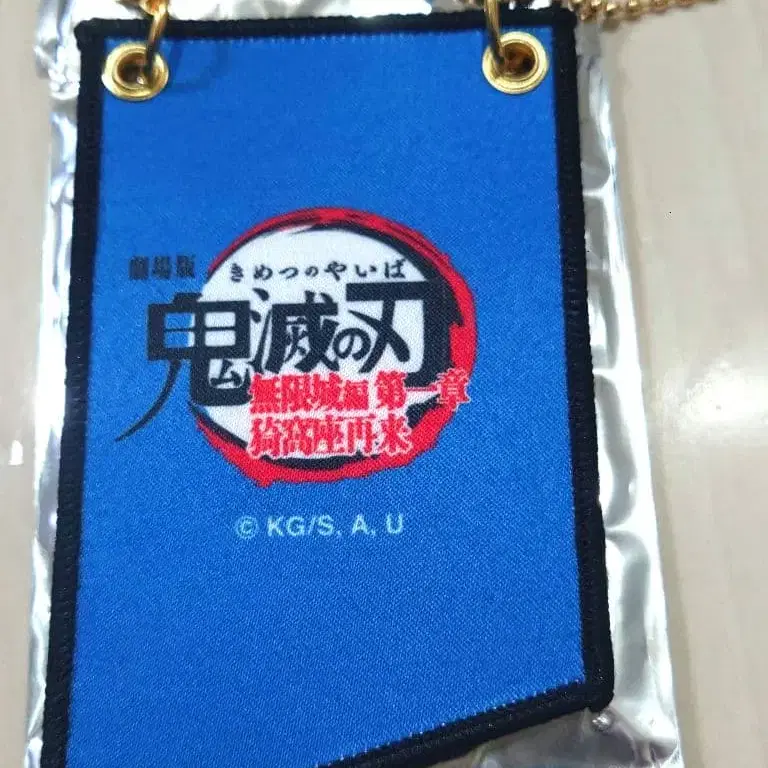 劇場版
きめつのやいば
鬼滅の刃
無限城編 第一章
猗窩座再来
© KG/S, A, U